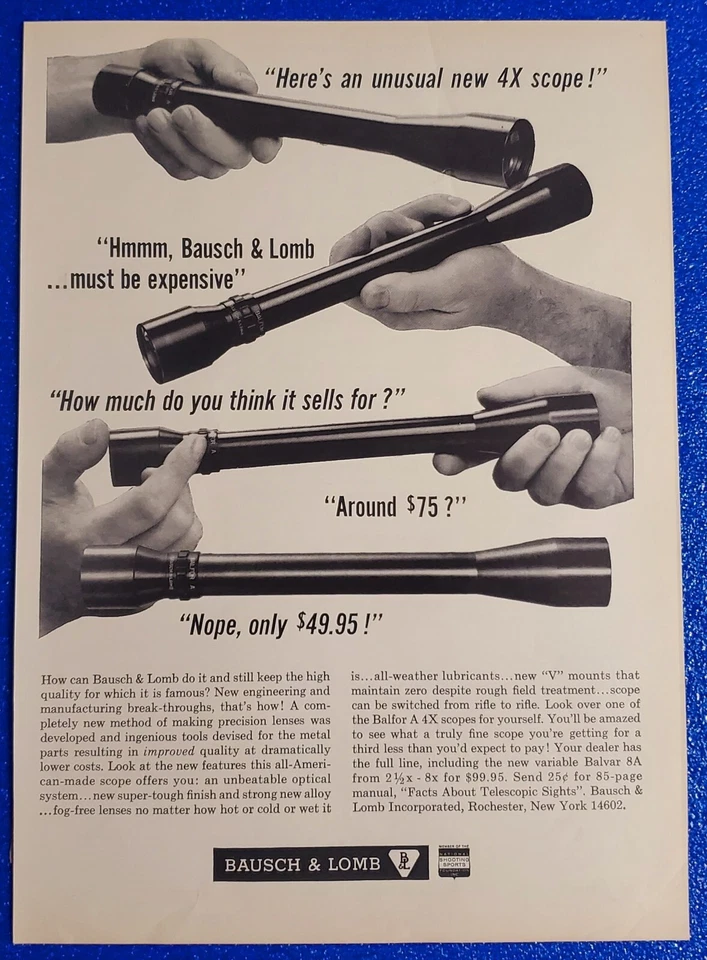 “Here’s an unusual new 4X scope!”
“Hmmm, Bausch & Lomb
...must be expensive”
“How much do you think it sells for?”
“Around $75?”
“Nope, only $49.95!”
How can Bausch & Lomb do it and still keep the high
quality for which it is famous? New engineering and
manufacturing break-throughs, that’s how! A com-
pletely new method of making precision lenses was
developed and ingenious tools devised for the metal
parts resulting in improved quality at dramatically
lower costs. Look at the new features this all-Ameri-
can-made scope offers you: an unbeatable optical
system...new super-tough finish and strong new alloy
...fog-free lenses no matter how hot or cold or wet it
is...all-weather lubricants...new “V” mounts that
maintain zero despite rough field treatment...scope
can be switched from rifle to rifle. Look over one of
the Balfor A 4X scopes for yourself. You’ll be amazed
to see what a truly fine scope you’re getting for a
third less than you’d expect to pay! Your dealer has
the full line, including the new variable Balvar 8A
from 2½x - 8x for $99.95. Send 25¢ for 85-page
manual, “Facts About Telescopic Sights”. Bausch &
Lomb Incorporated, Rochester, New York 14602.
BAUSCH & LOMB
B&L
MEMBER OF THE
NATIONAL
SHOOTING
SPORTS
FOUNDATION
INC